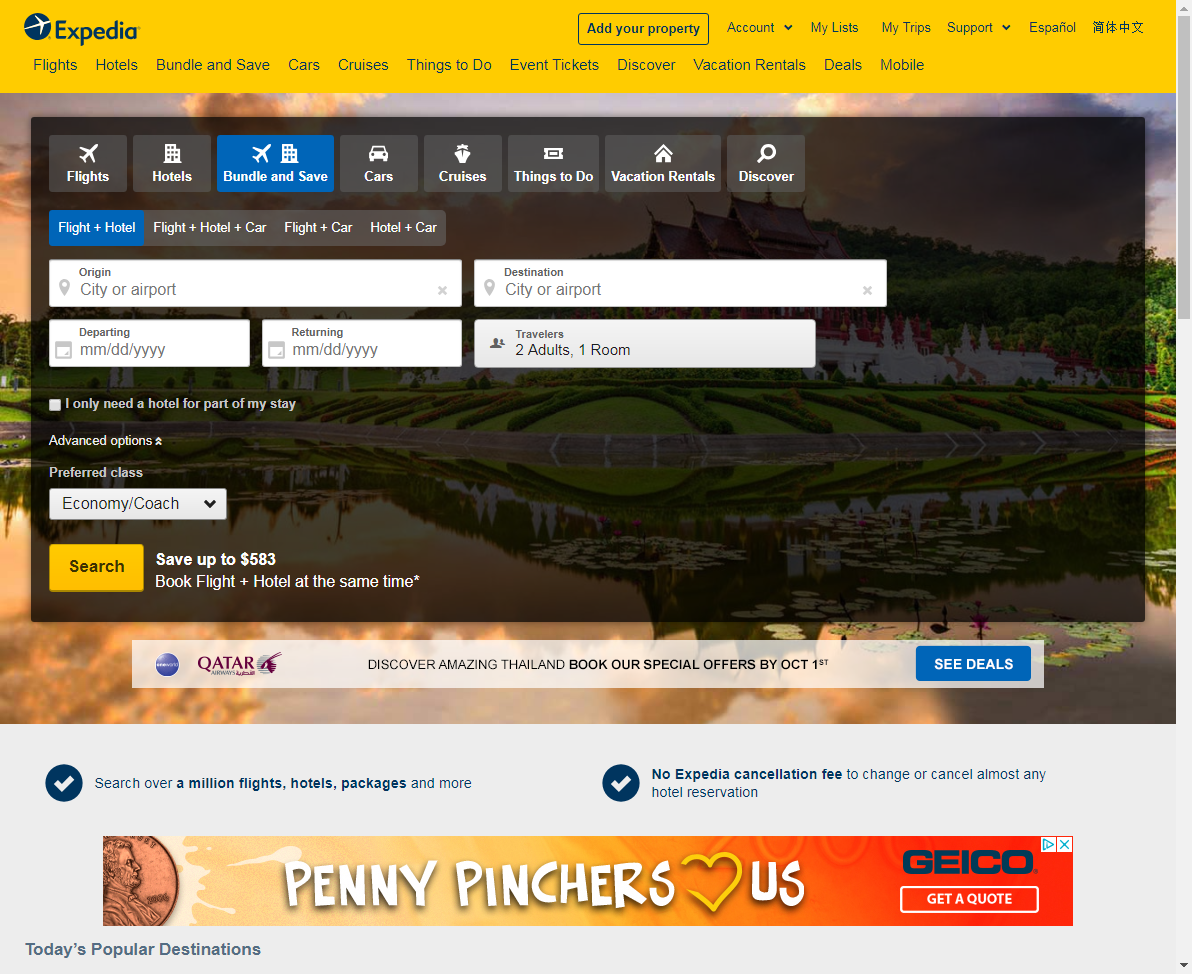 Expedia
Add your property
Account
My Lists
My Trips
Support
Español
简体中文
Flights
Hotels
Bundle and Save
Cars
Cruises
Things to Do
Event Tickets
Discover
Vacation Rentals
Deals
Mobile
Flights
Hotels
Bundle and Save
Cars
Cruises
Things to Do
Vacation Rentals
Discover
Flight + Hotel
Flight + Hotel + Car
Flight + Car
Hotel + Car
Origin
City or airport
Destination
City or airport
Departing
mm/dd/yyyy
Returning
mm/dd/yyyy
Travelers
2 Adults, 1 Room
I only need a hotel for part of my stay
Advanced options
Preferred class
Economy/Coach
Search
Save up to $583
Book Flight + Hotel at the same time*
oneworld
QATAR
AIRWAYS القطرية
DISCOVER AMAZING THAILAND BOOK OUR SPECIAL OFFERS BY OCT 1ST
SEE DEALS
Search over a million flights, hotels, packages and more
No Expedia cancellation fee to change or cancel almost any
hotel reservation
PENNY PINCHERS US
GEICO
GET A QUOTE
Today's Popular Destinations